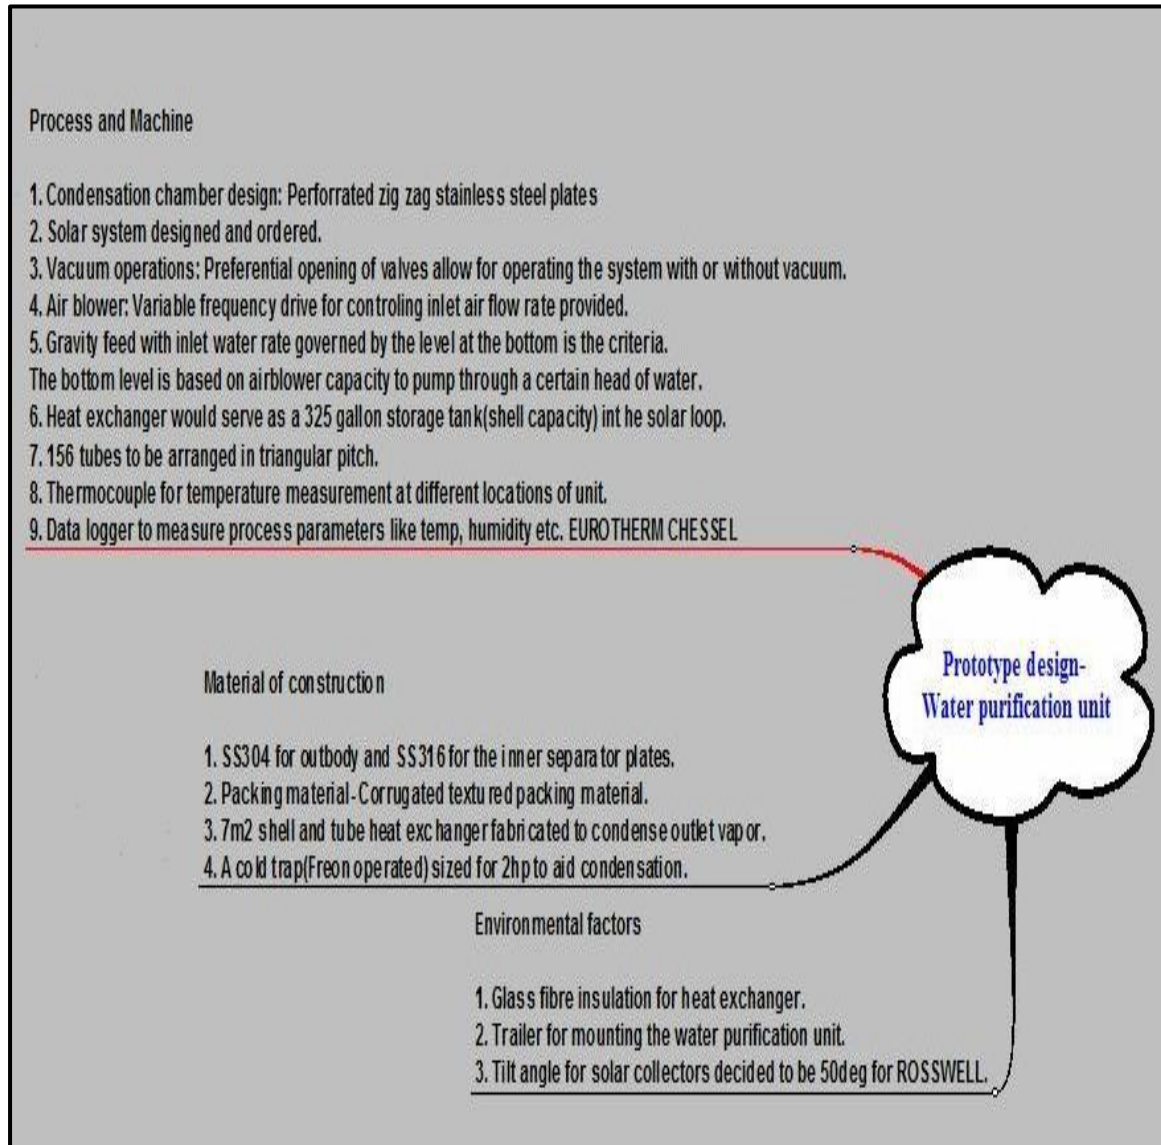 Process and Machine
1. Condensation chamber design: Perforrated zig zag stainless steel plates
2. Solar system designed and ordered.
3. Vacuum operations: Preferential opening of valves allow for operating the system with or without vacuum.
4. Air blower: Variable frequency drive for controling inlet air flow rate provided.
5. Gravity feed with inlet water rate governed by the level at the bottom is the criteria.
The bottom level is based on airblower capacity to pump through a certain head of water.
6. Heat exchanger would serve as a 325 gallon storage tank(shell capacity) int he solar loop.
7. 156 tubes to be arranged in triangular pitch.
8. Thermocouple for temperature measurement at different locations of unit.
9. Data logger to measure process parameters like temp, humidity etc. EUROTHERM CHESSEL
Prototype design-
Water purification unit
Material of construction
1. SS304 for outbody and SS316 for the inner separator plates.
2. Packing material-Corrugated textured packing material.
3. 7m2 shell and tube heat exchanger fabricated to condense outlet vapor.
4. A cold trap(Freon operated) sized for 2hp to aid condensation.
Environmental factors
1. Glass fibre insulation for heat exchanger.
2. Trailer for mounting the water purification unit.
3. Tilt angle for solar collectors decided to be 50deg for ROSSWELL.